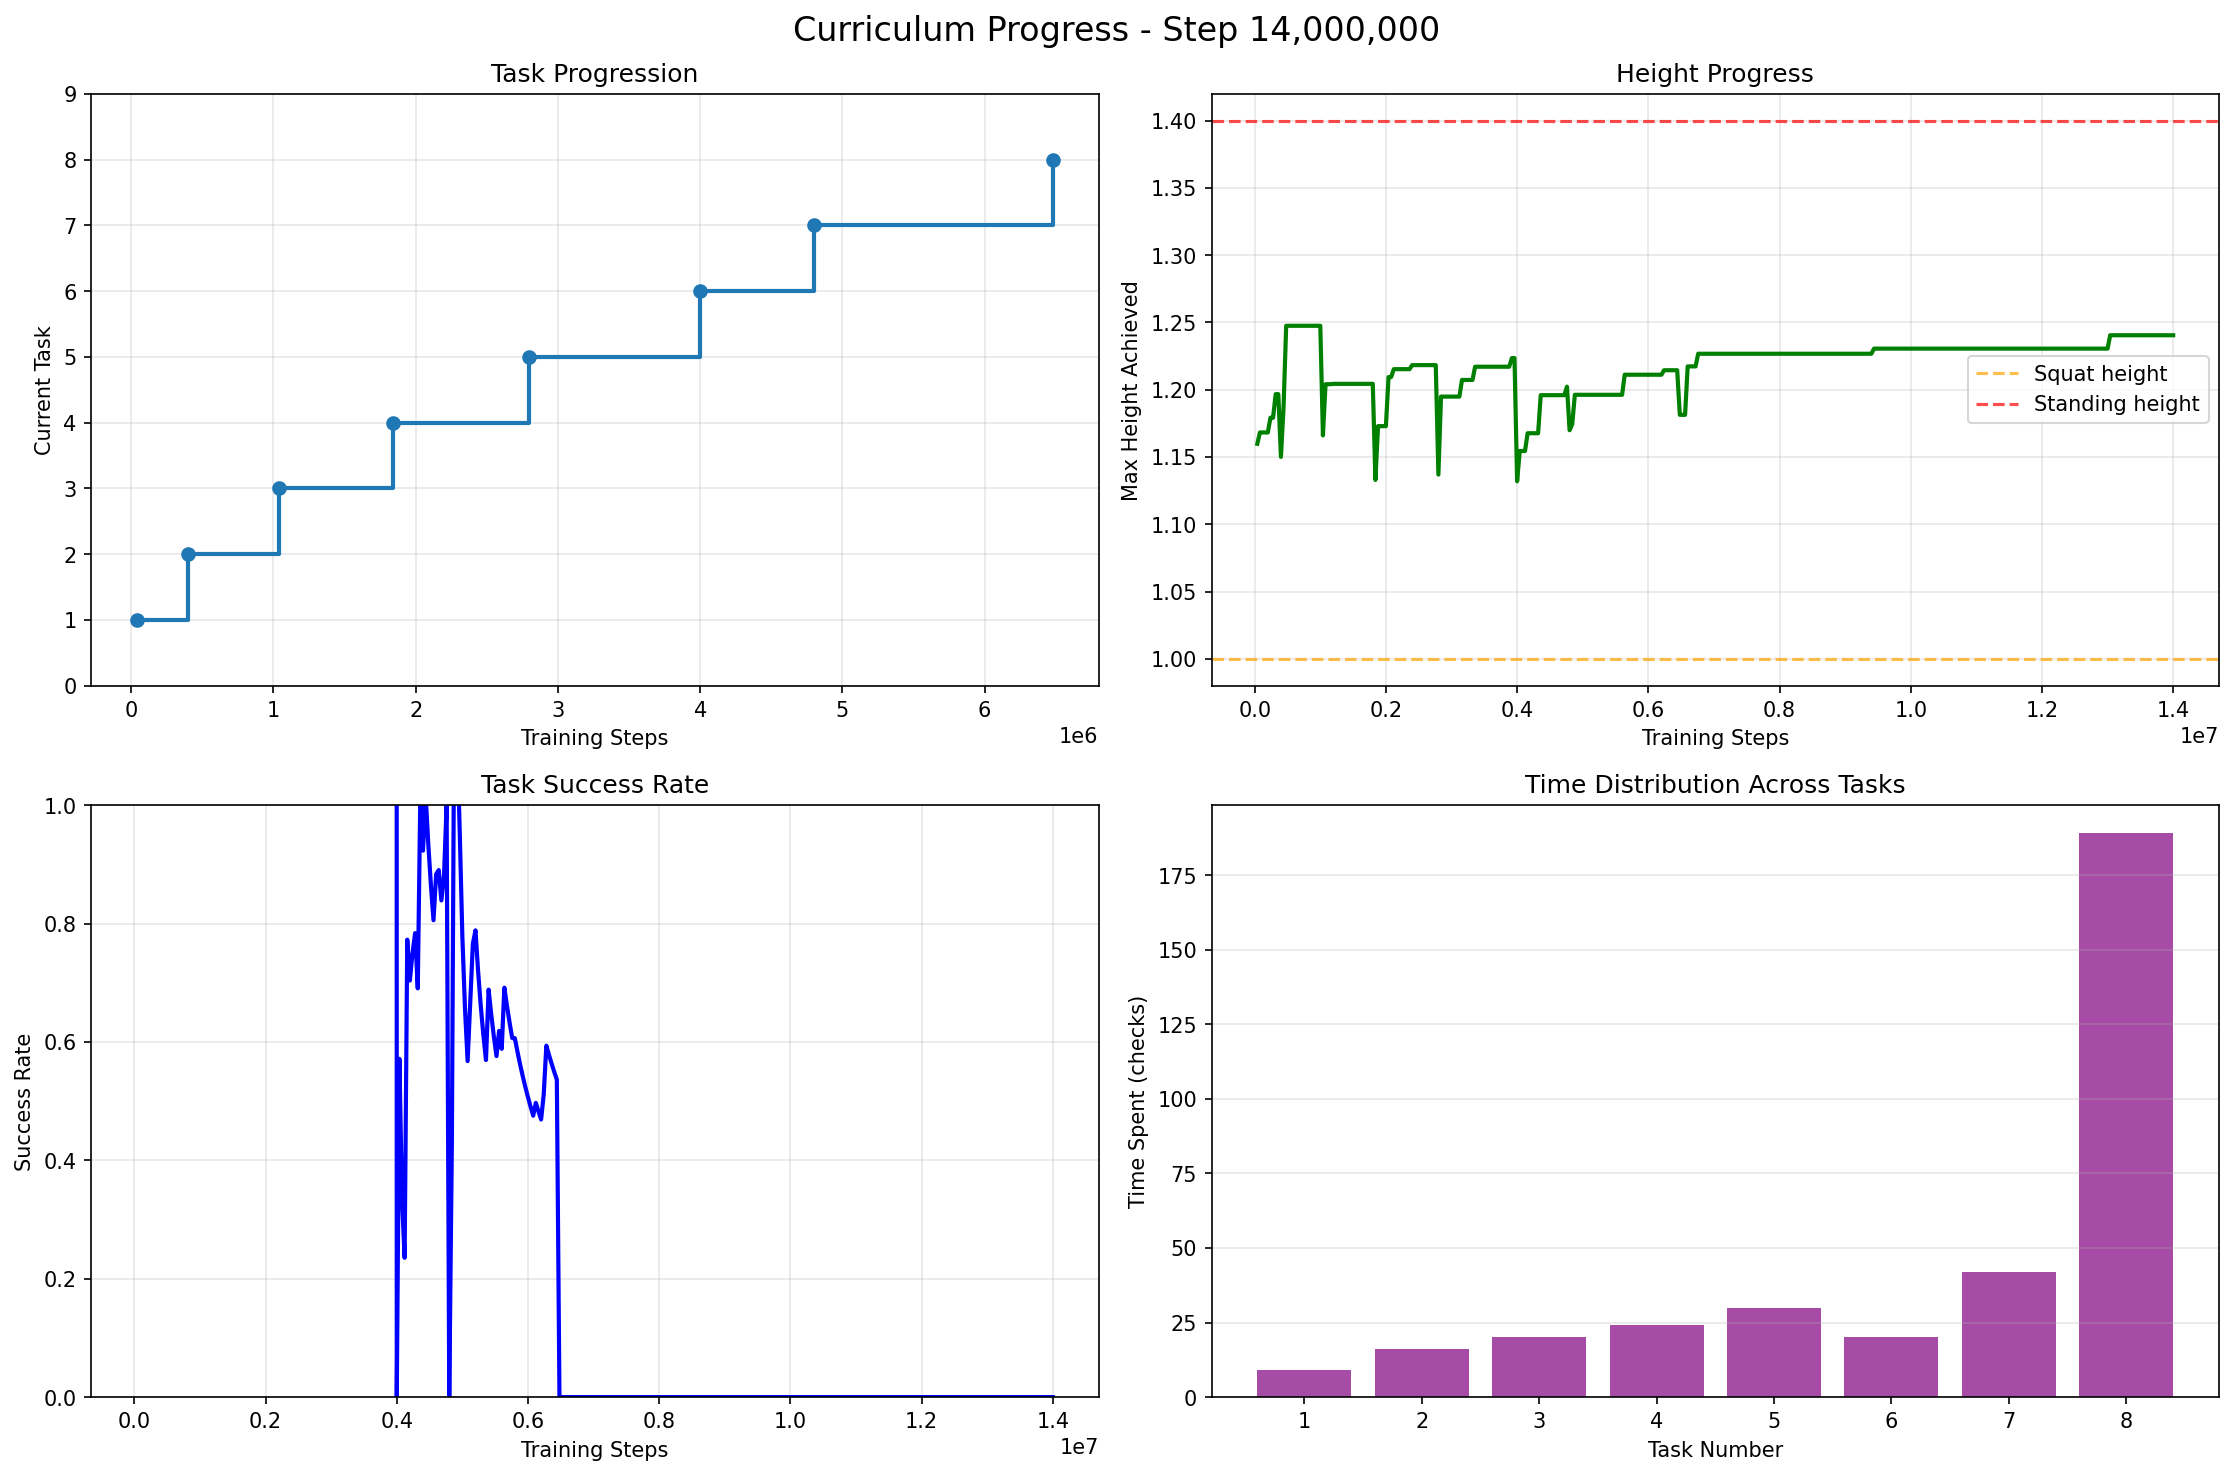 Curriculum Progress - Step 14,000,000
Task Progression
Current Task
9
8
7
6
5
4
3
2
1
0
0 1 2 3 4 5 6
1e6
Training Steps
Height Progress
Max Height Achieved
1.40
1.35
1.30
1.25
1.20
1.15
1.10
1.05
1.00
Squat height
Standing height
0.0 0.2 0.4 0.6 0.8 1.0 1.2 1.4
1e7
Training Steps
Task Success Rate
Success Rate
1.0
0.8
0.6
0.4
0.2
0.0
0.0 0.2 0.4 0.6 0.8 1.0 1.2 1.4
1e7
Training Steps
Time Distribution Across Tasks
Time Spent (checks)
175
150
125
100
75
50
25
0
1 2 3 4 5 6 7 8
Task Number